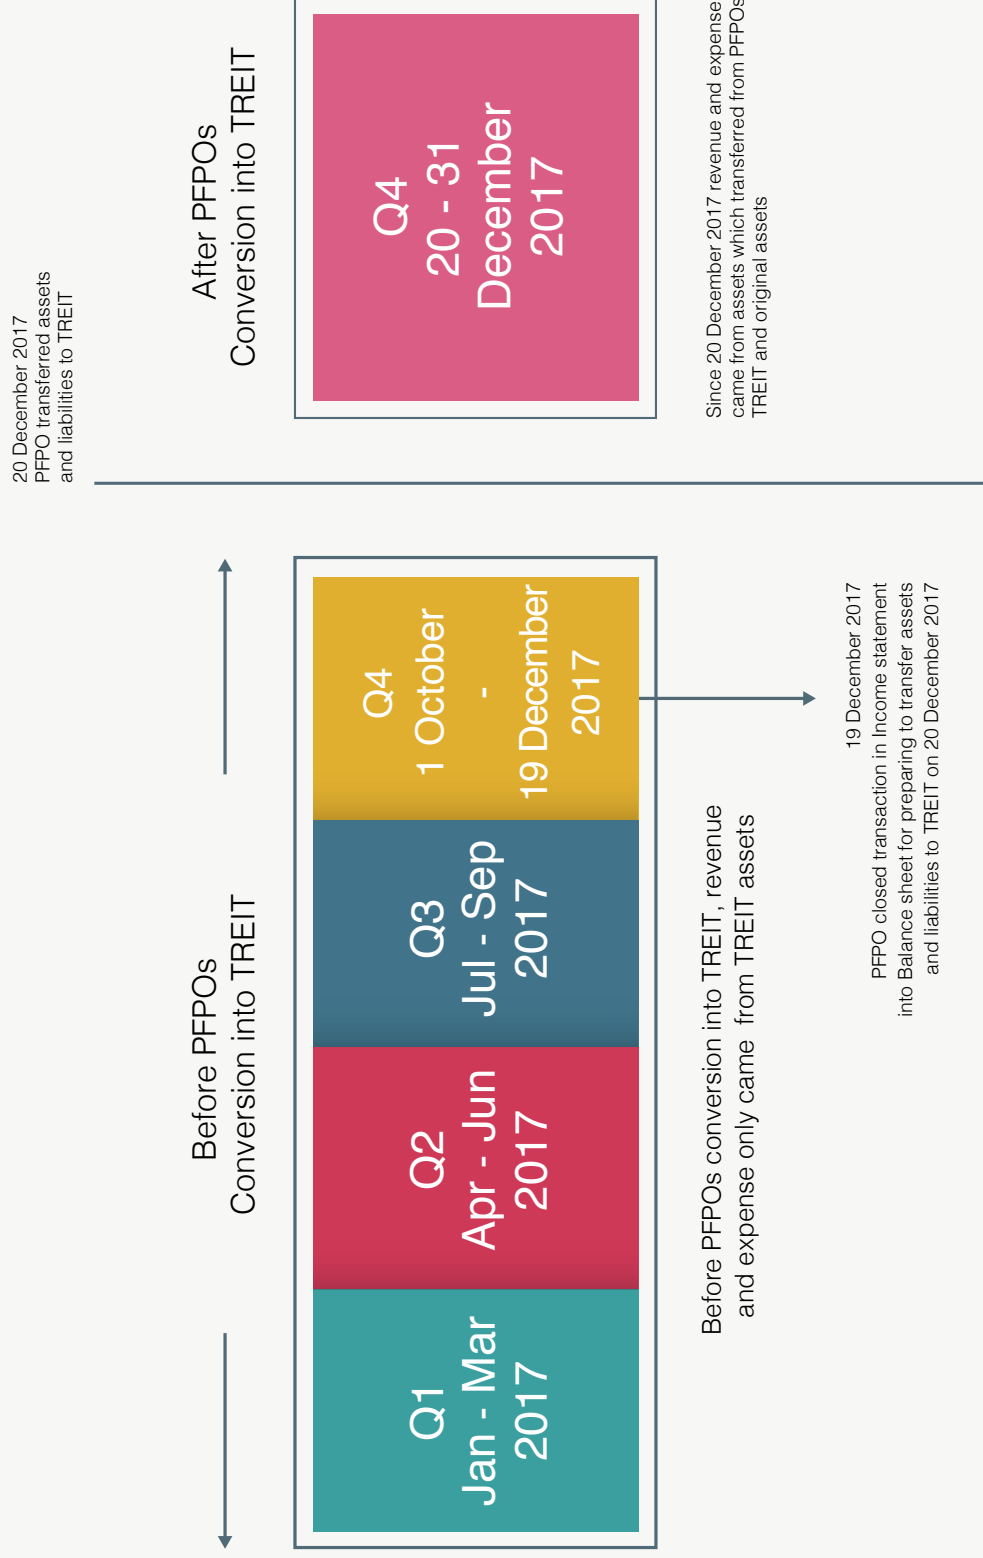 Before PFPOs
Conversion into TREIT
Q1
Jan - Mar
2017
Q2
Apr - Jun
2017
Q3
Jul - Sep
2017
Q4
1 October
-
19 December
2017
Before PFPOs conversion into TREIT, revenue
and expense only came from TREIT assets
19 December 2017
PFPO closed transaction in Income statement
into Balance sheet for preparing to transfer assets
and liabilities to TREIT on 20 December 2017
20 December 2017
PFPO transferred assets
and liabilities to TREIT
After PFPOs
Conversion into TREIT
Q4
20 - 31
December
2017
Since 20 December 2017 revenue and expense
came from assets which transferred from PFPOs
TREIT and original assets